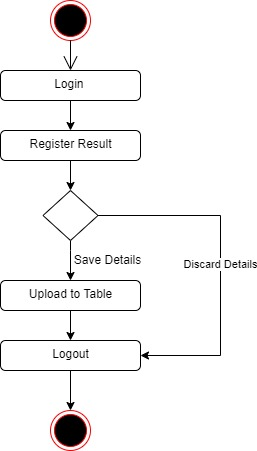 Login
Register Result
Save Details
Discard Details
Upload to Table
Logout